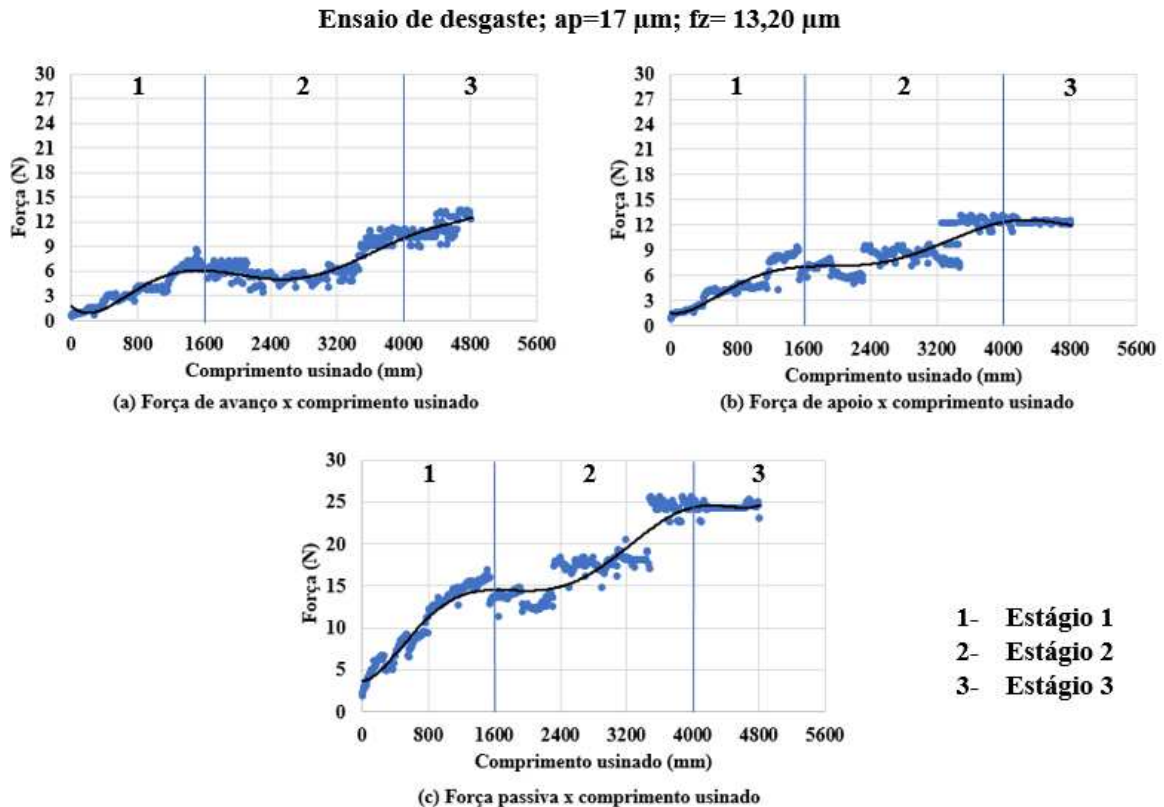 Ensaio de desgaste; ap=17 µm; fz= 13,20 µm
30
27
24
21
18
15
12
9
6
3
0
Força (N)
1
2
3
0 800 1600 2400 3200 4000 4800 5600
Comprimento usinado (mm)
(a) Força de avanço x comprimento usinado
30
27
24
21
18
15
12
9
6
3
0
Força (N)
1
2
3
0 800 1600 2400 3200 4000 4800 5600
Comprimento usinado (mm)
(b) Força de apoio x comprimento usinado
30
25
20
15
10
5
0
Força (N)
1
2
3
0 800 1600 2400 3200 4000 4800 5600
Comprimento usinado (mm)
(c) Força passiva x comprimento usinado
1- Estágio 1
2- Estágio 2
3- Estágio 3